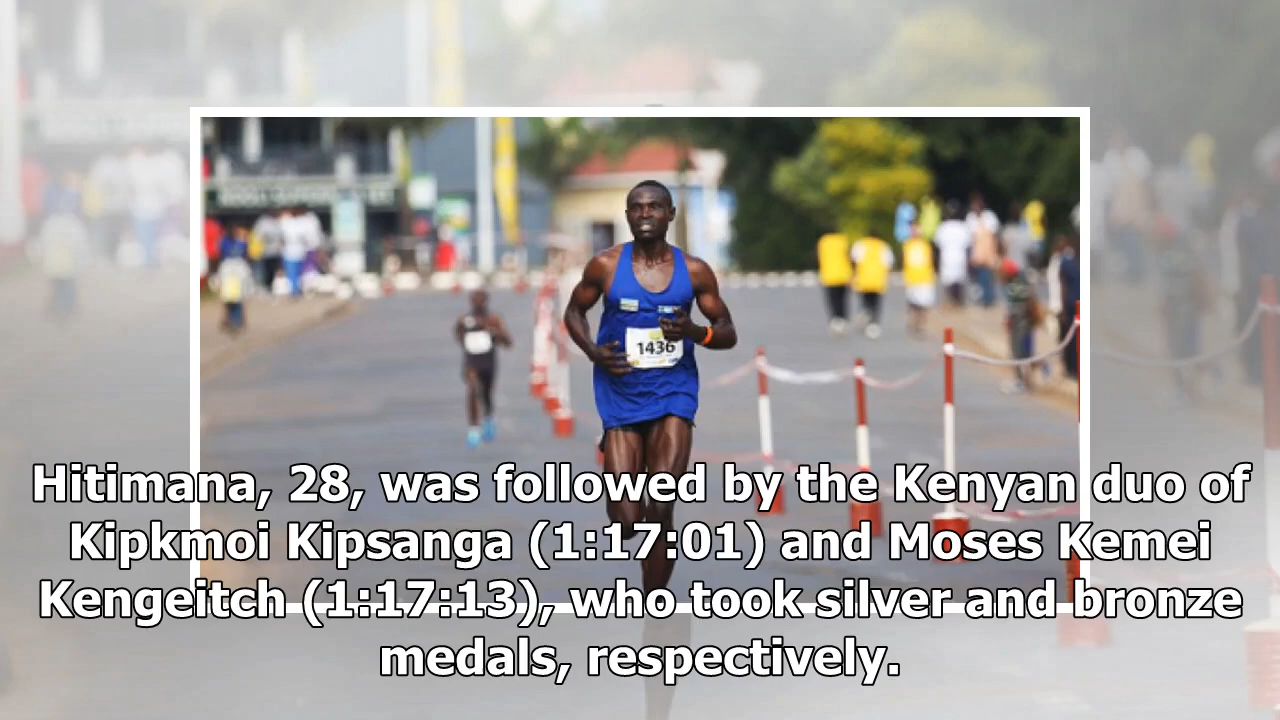 1436
Hitimana, 28, was followed by the Kenyan duo of
Kipkmoi Kipsanga (1:17:01) and Moses Kemei
Kengeitch (1:17:13), who took silver and bronze
medals, respectively.